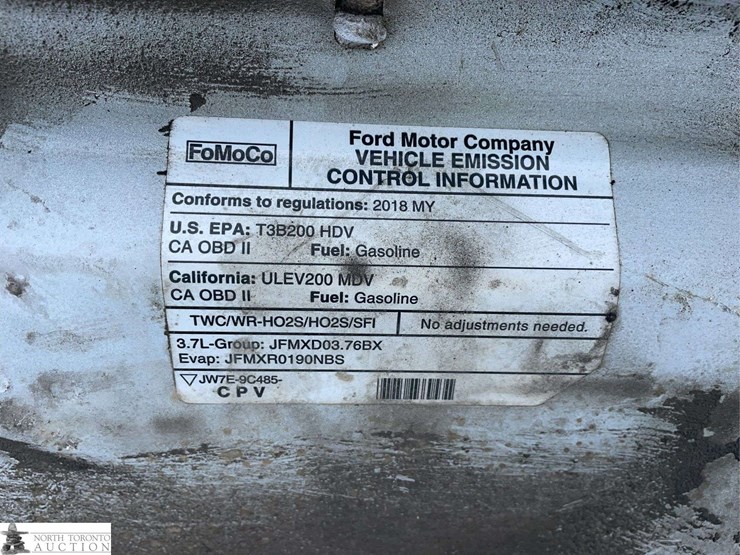 FoMoCo
Ford Motor Company
VEHICLE EMISSION
CONTROL INFORMATION
Conforms to regulations: 2018 MY
U.S. EPA: T3B200 HDV
CA OBD II Fuel: Gasoline
California: ULEV200 MDV
CA OBD II Fuel: Gasoline
TWC/WR-HO2S/HO2S/SFI No adjustments needed.
3.7L-Group: JFMXD03.76BX
Evap: JFMXR0190NBS
JW7E-9C485-
C P V
NORTH TORONTO
AUCTION